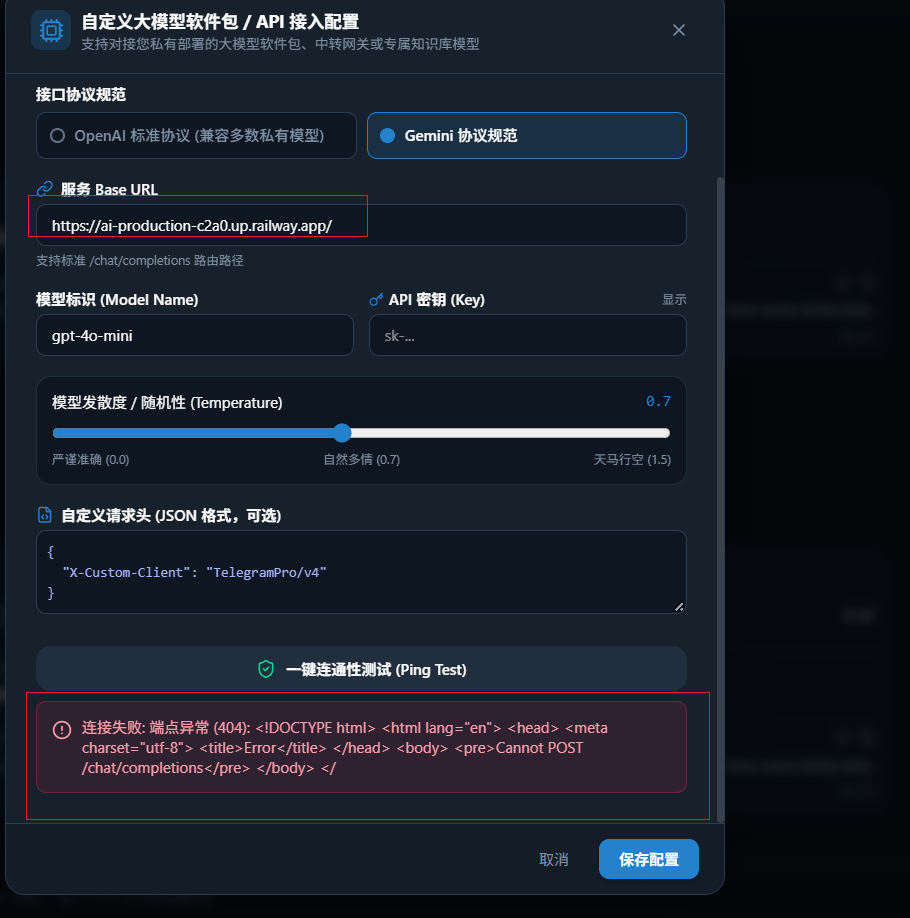 自定义大模型软件包 / API 接入配置
支持对接您私有部署的大模型软件包、中转网关或专属知识库模型
接口协议规范
OpenAI 标准协议 (兼容多数私有模型)
Gemini 协议规范
服务 Base URL
https://ai-production-c2a0.up.railway.app/
支持标准 /chat/completions 路由路径
模型标识 (Model Name)
API 密钥 (Key)
显示
gpt-4o-mini
sk-...
模型发散度 / 随机性 (Temperature)
0.7
严谨准确 (0.0)
自然多情 (0.7)
天马行空 (1.5)
自定义请求头 (JSON 格式，可选)
{
"X-Custom-Client": "TelegramPro/v4"
}
一键连通性测试 (Ping Test)
连接失败: 端点异常 (404): <!DOCTYPE html> <html lang="en"> <head> <meta
charset="utf-8"> <title>Error</title> </head> <body> <pre>Cannot POST
/chat/completions</pre> </body> </
取消
保存配置